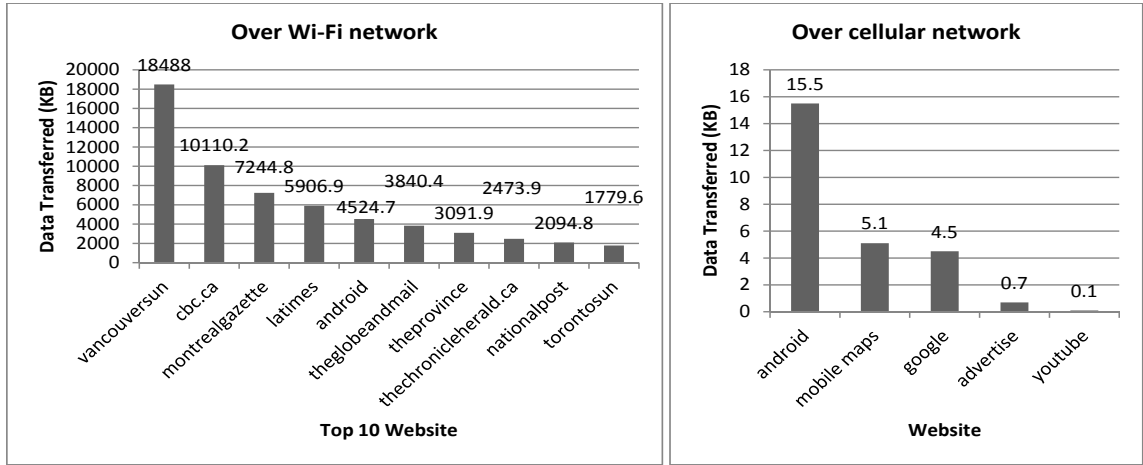 Over Wi-Fi network
Data Transferred (KB)
20000
18000
16000
14000
12000
10000
8000
6000
4000
2000
0
18488
10110.2
7244.8
5906.9
4524.7
3840.4
3091.9
2473.9
2094.8
1779.6
vancouversun
cbc.ca
montrealgazette
latimes
android
theglobeandmail
theprovince
thechronicleherald.ca
nationalpost
torontosun
Top 10 Website
Over cellular network
Data Transferred (KB)
18
16
14
12
10
8
6
4
2
0
15.5
5.1
4.5
0.7
0.1
android
mobile maps
google
advertise
youtube
Website